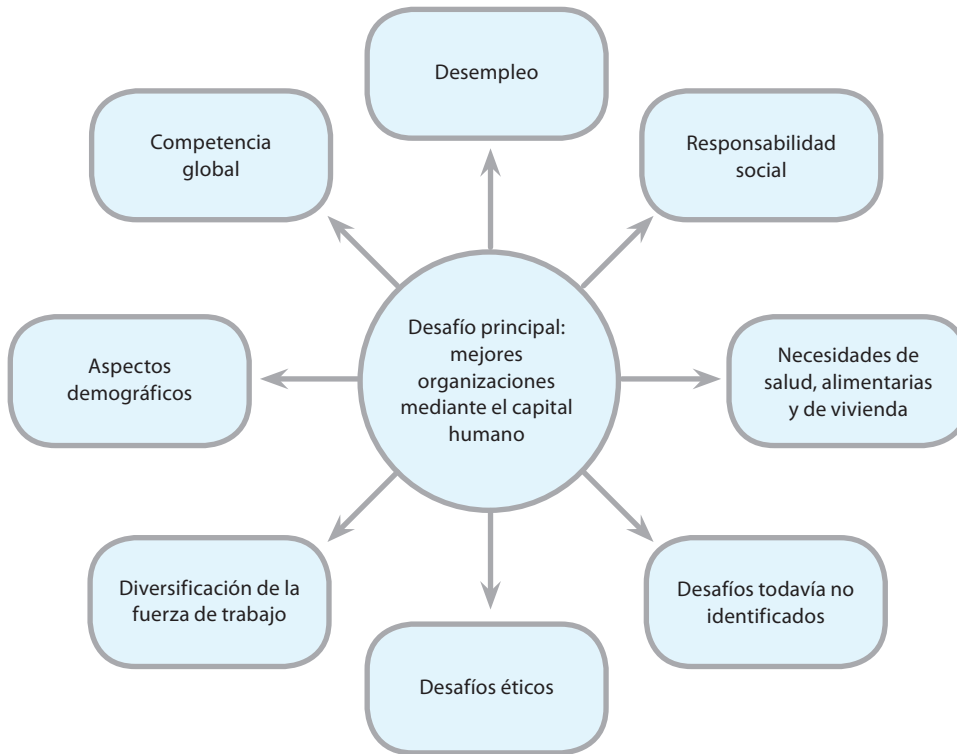 Desempleo
Competencia
global
Responsabilidad
social
Desafío principal:
mejores
organizaciones
mediante el capital
humano
Aspectos
demográficos
Necesidades de
salud, alimentarias
y de vivienda
Diversificación de la
fuerza de trabajo
Desafíos todavía no
identificados
Desafíos éticos